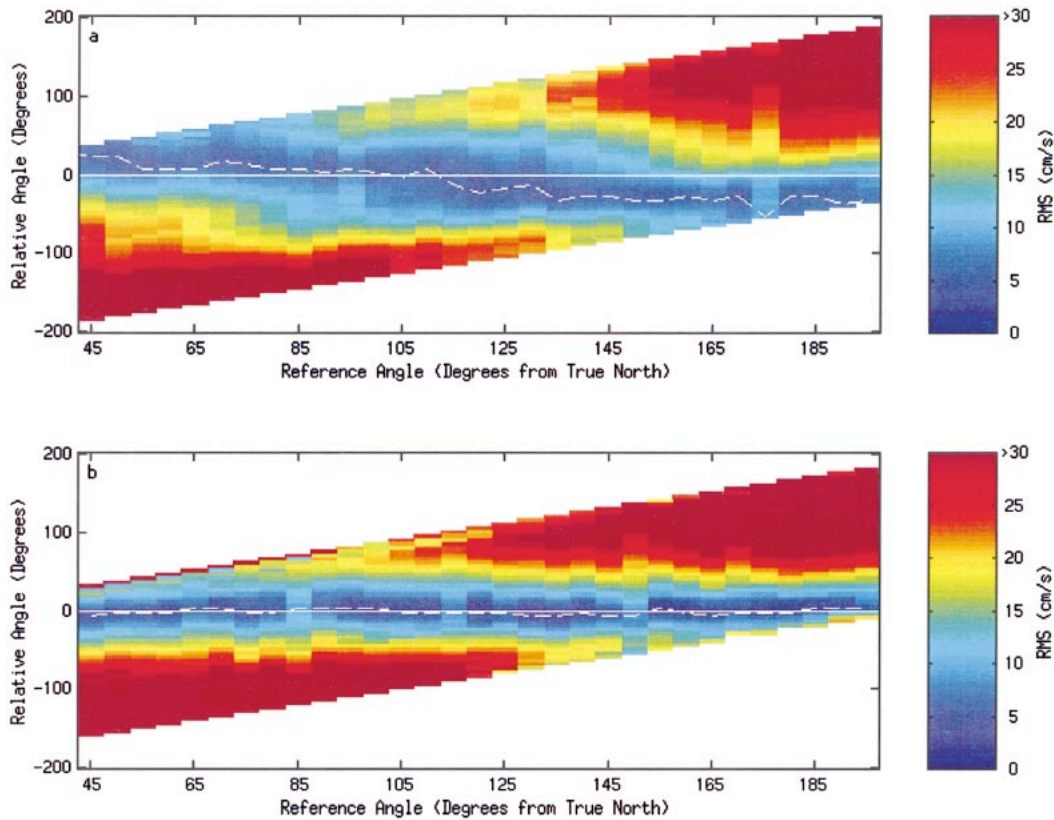 a
200
100
0
-100
-200
Relative Angle (Degrees)
45 65 85 105 125 145 165 185
Reference Angle (Degrees from True North)
>30
25
20
15
10
5
0
RMS (cm/s)
b
200
100
0
-100
-200
Relative Angle (Degrees)
45 65 85 105 125 145 165 185
Reference Angle (Degrees from True North)
>30
25
20
15
10
5
0
RMS (cm/s)